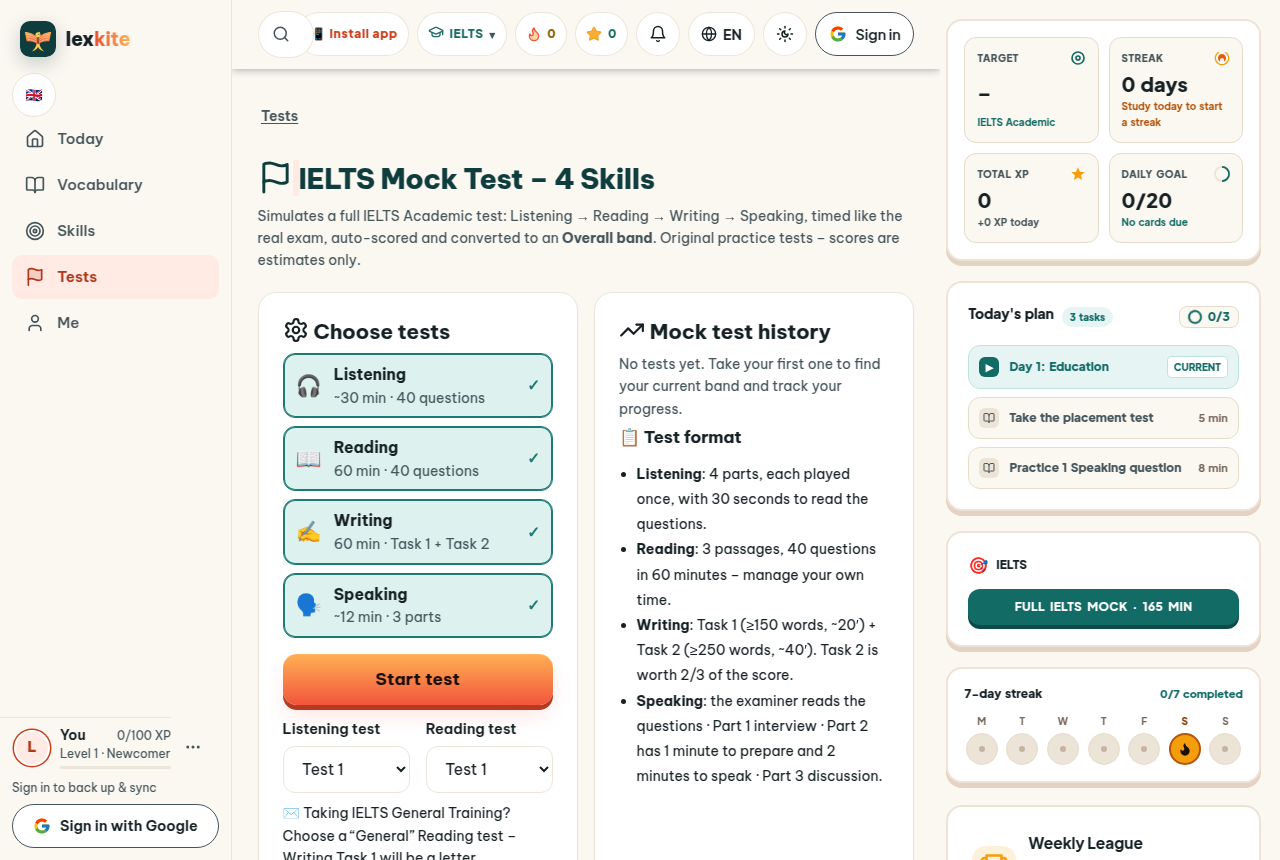 lexkite
Today
Vocabulary
Skills
Tests
Me
You
0/100 XP
Level 1 · Newcomer
Sign in to back up & sync
Sign in with Google
Install app
IELTS
0
0
EN
Sign in
Tests
IELTS Mock Test – 4 Skills
Simulates a full IELTS Academic test: Listening → Reading → Writing → Speaking, timed like the
real exam, auto-scored and converted to an Overall band. Original practice tests – scores are
estimates only.
Choose tests
Listening
~30 min · 40 questions
✓
Reading
60 min · 40 questions
✓
Writing
60 min · Task 1 + Task 2
✓
Speaking
~12 min · 3 parts
✓
Start test
Listening test
Reading test
Test 1
Test 1
Taking IELTS General Training?
Choose a “General” Reading test –
Writing Task 1 will be a letter
Mock test history
No tests yet. Take your first one to find
your current band and track your
progress.
Test format
• Listening: 4 parts, each played
once, with 30 seconds to read the
questions.
• Reading: 3 passages, 40 questions
in 60 minutes – manage your own
time.
• Writing: Task 1 (≥150 words, ~20′) +
Task 2 (≥250 words, ~40′). Task 2 is
worth 2/3 of the score.
• Speaking: the examiner reads the
questions · Part 1 interview · Part 2
has 1 minute to prepare and 2
minutes to speak · Part 3 discussion.
TARGET
–
IELTS Academic
STREAK
0 days
Study today to start
a streak
TOTAL XP
0
+0 XP today
DAILY GOAL
0/20
No cards due
Today's plan
3 tasks
0/3
Day 1: Education
CURRENT
Take the placement test
5 min
Practice 1 Speaking question
8 min
IELTS
FULL IELTS MOCK · 165 MIN
7-day streak
0/7 completed
M T W T F S S
Weekly League
L